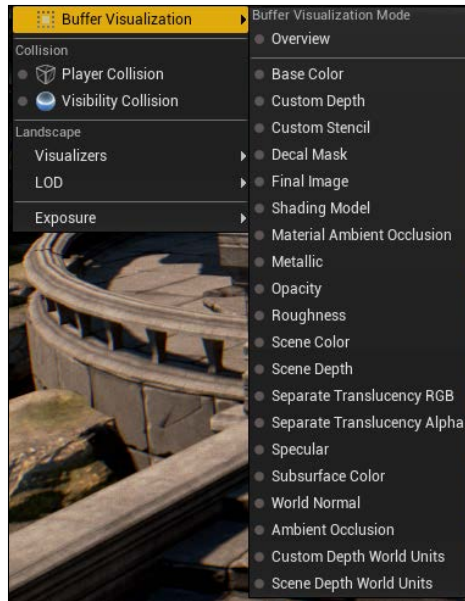 Buffer Visualization
Collision
Player Collision
Visibility Collision
Landscape
Visualizers
LOD
Exposure
Buffer Visualization Mode
Overview
Base Color
Custom Depth
Custom Stencil
Decal Mask
Final Image
Shading Model
Material Ambient Occlusion
Metallic
Opacity
Roughness
Scene Color
Scene Depth
Separate Translucency RGB
Separate Translucency Alpha
Specular
Subsurface Color
World Normal
Ambient Occlusion
Custom Depth World Units
Scene Depth World Units